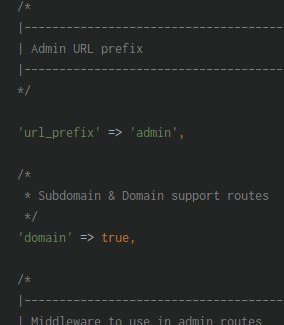 /*
|-------------------------------------
| Admin URL prefix
|-------------------------------------
*/
'url_prefix' => 'admin',
/*
* Subdomain & Domain support routes
*/
'domain' => true,
/*
|-------------------------------------
| Middleware to use in admin routes